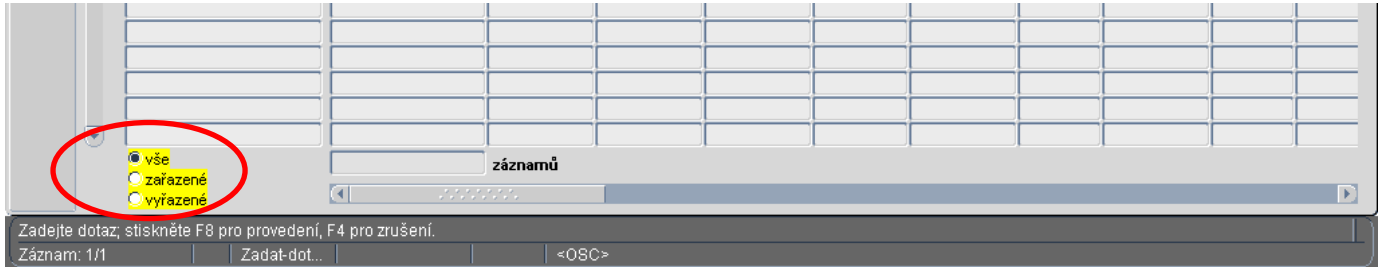 vše
záznamů
zařazené
vyřazené
Zadejte dotaz; stiskněte F8 pro provedení, F4 pro zrušení.
Záznam: 1/1 Zadat-dot... <OSC>